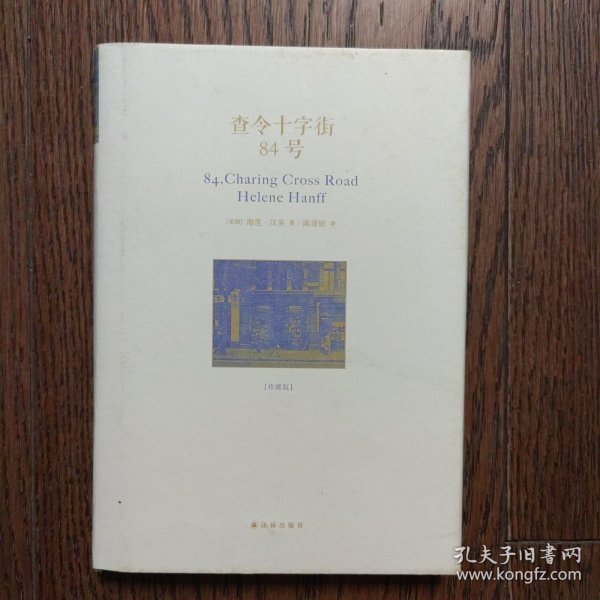 查令十字街
84号
84,Charing Cross Road
Helene Hanff
[美国] 海莲·汉芙 著 陈建铭 译
[珍藏版]
译林出版社
孔夫子旧书网
www.kongfz.com